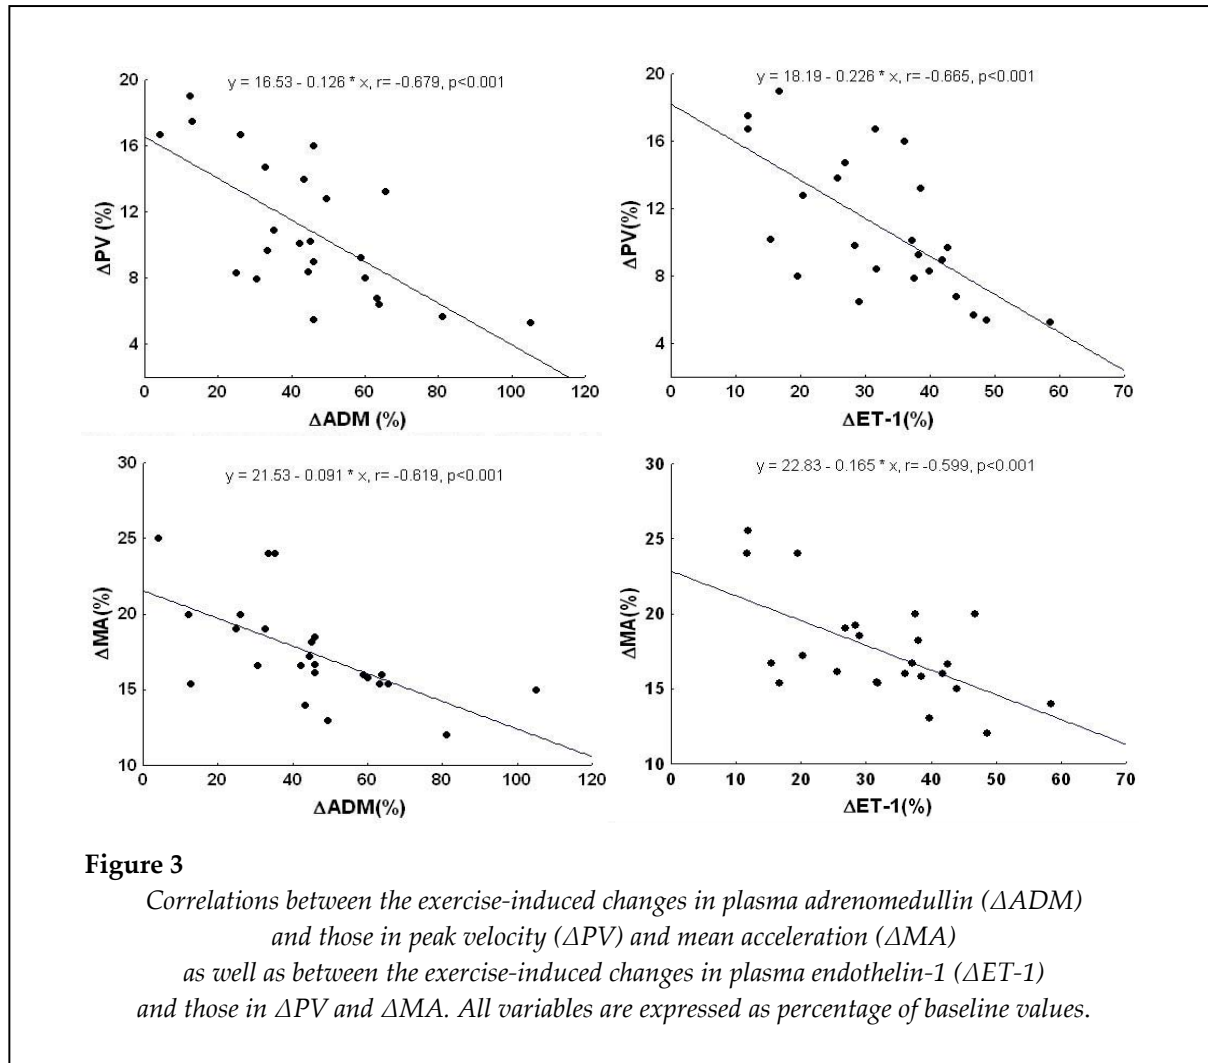 y = 16.53 - 0.126 * x, r= -0.679, p<0.001
20
16
12
8
4
ΔPV (%)
0 20 40 60 80 100 120
ΔADM (%)
y = 18.19 - 0.226 * x, r= -0.665, p<0.001
20
16
12
8
4
ΔPV(%)
0 10 20 30 40 50 60 70
ΔET-1(%)
y = 21.53 - 0.091 * x, r= -0.619, p<0.001
30
25
20
15
10
ΔMA(%)
0 20 40 60 80 100 120
ΔADM(%)
y = 22.83 - 0.165 * x, r= -0.599, p<0.001
30
25
20
15
10
ΔMA(%)
0 10 20 30 40 50 60 70
ΔET-1(%)
Figure 3
Correlations between the exercise-induced changes in plasma adrenomedullin (ΔADM)
and those in peak velocity (ΔPV) and mean acceleration (ΔMA)
as well as between the exercise-induced changes in plasma endothelin-1 (ΔET-1)
and those in ΔPV and ΔMA. All variables are expressed as percentage of baseline values.